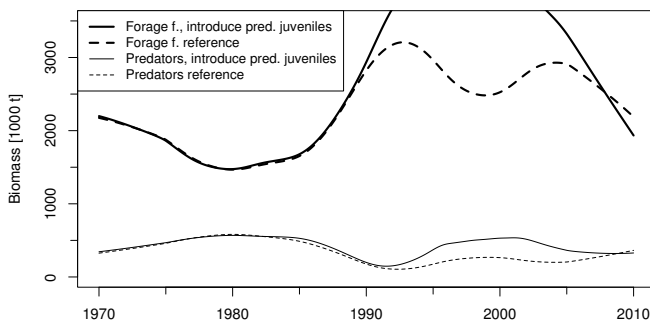 Forage f., introduce pred. juveniles
Forage f. reference
Predators, introduce pred. juveniles
Predators reference
Biomass [1000 t]
3000
2000
1000
0
1970
1980
1990
2000
2010